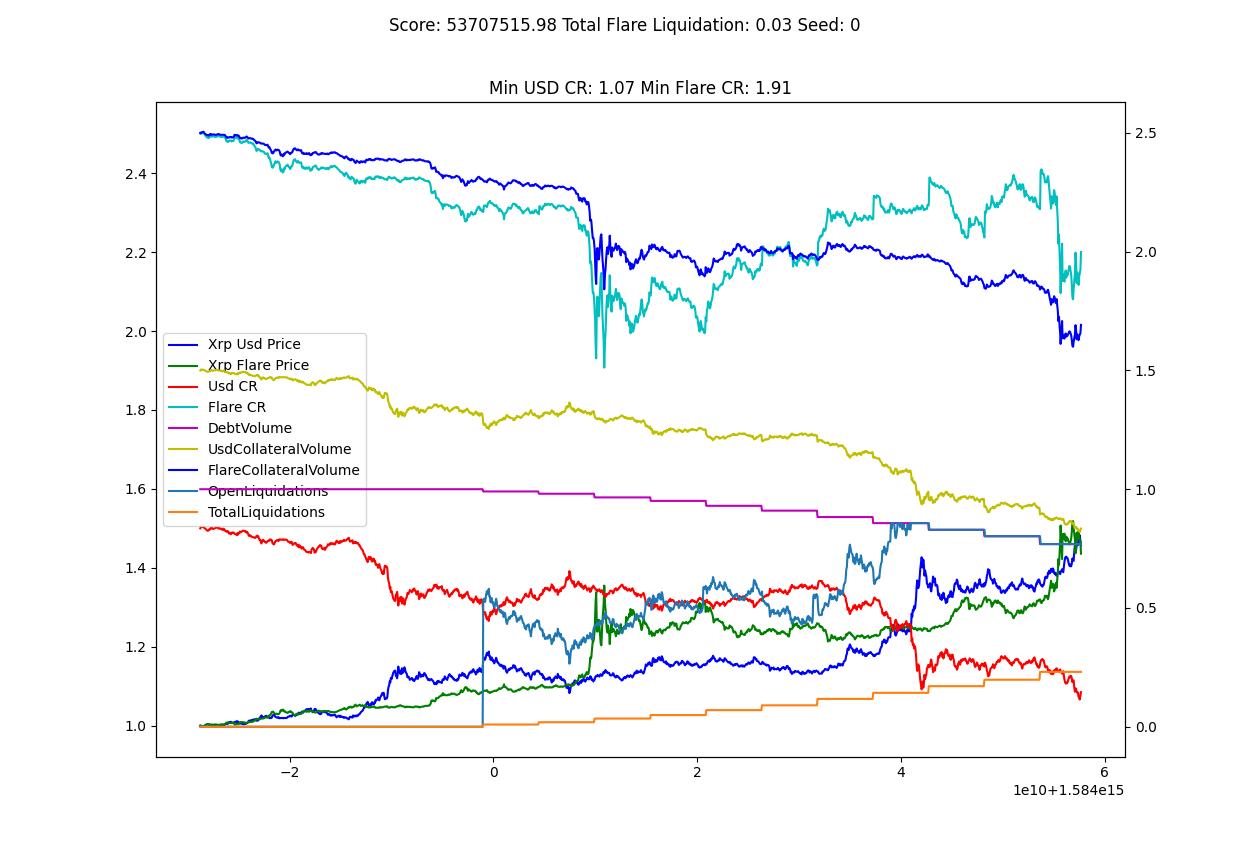 Score: 53707515.98 Total Flare Liquidation: 0.03 Seed: 0
Min USD CR: 1.07 Min Flare CR: 1.91
2.4
2.2
2.0
1.8
1.6
1.4
1.2
1.0
Xrp Usd Price
Xrp Flare Price
Usd CR
Flare CR
DebtVolume
UsdCollateralVolume
FlareCollateralVolume
OpenLiquidations
TotalLiquidations
2.5
2.0
1.5
1.0
0.5
0.0
−2 0 2 4 6
1e10+1.584e15